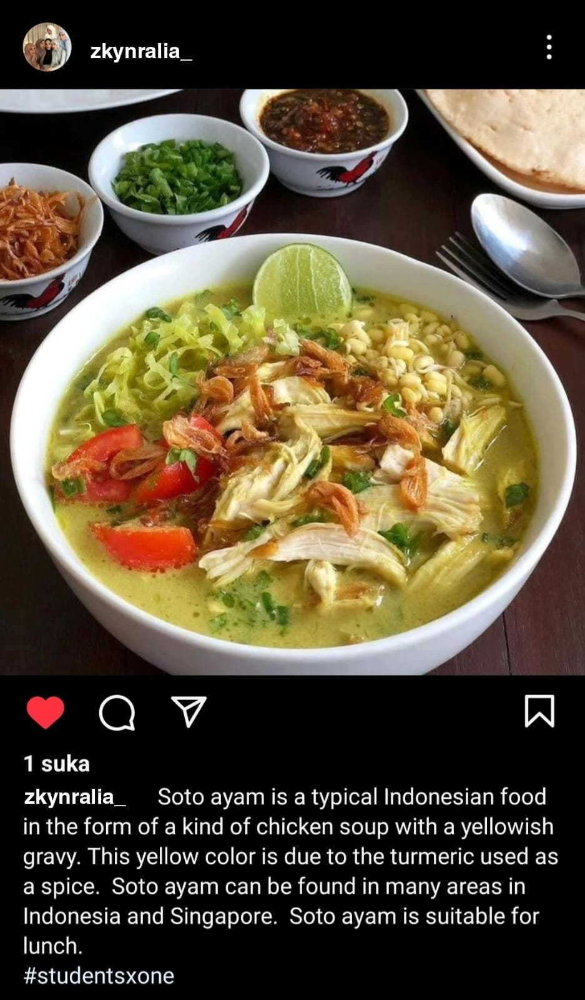 zkynralia_
1 suka
zkynralia_ Soto ayam is a typical Indonesian food
in the form of a kind of chicken soup with a yellowish
gravy. This yellow color is due to the turmeric used as
a spice.  Soto ayam can be found in many areas in
Indonesia and Singapore.  Soto ayam is suitable for
lunch.
#studentsxone